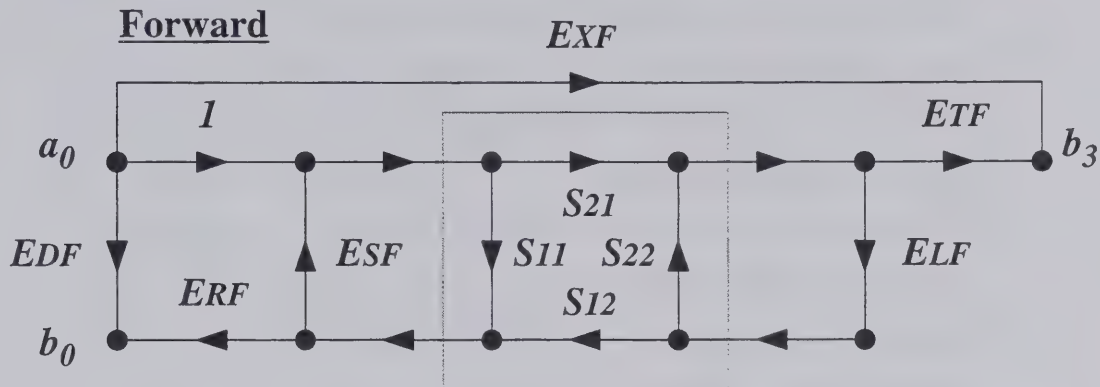 Forward
EXF
1
ETF
a0
b3
S21
EDF
ESF
S11
S22
ELF
ERF
S12
b0